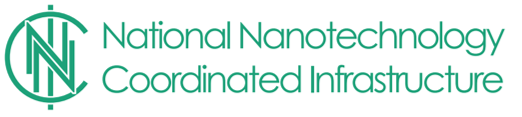 National Nanotechnology
Coordinated Infrastructure